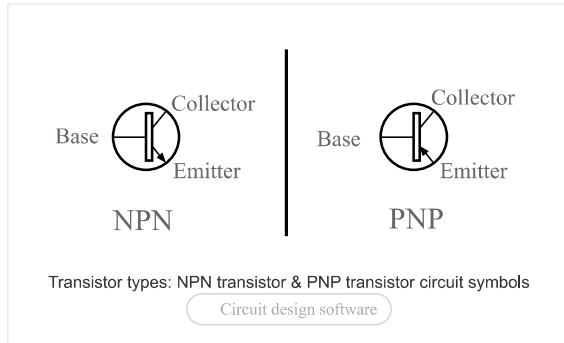 Collector
Base
Emitter
NPN
Collector
Base
Emitter
PNP
Transistor types: NPN transistor & PNP transistor circuit symbols
Circuit design software